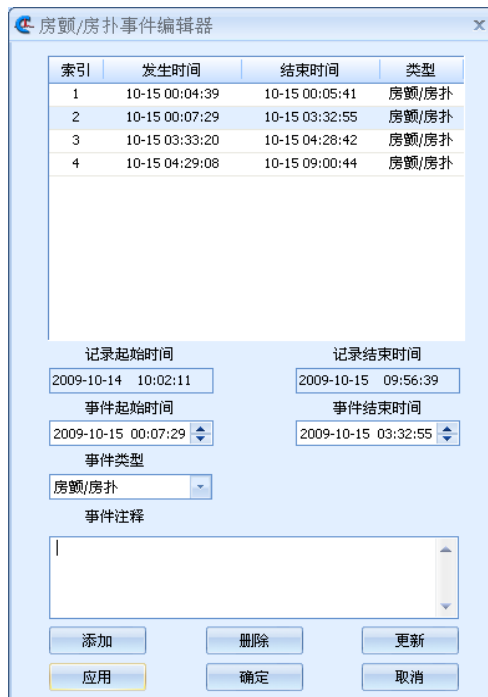 房颤/房扑事件编辑器
索引 发生时间 结束时间 类型
1 10-15 00:04:39 10-15 00:05:41 房颤/房扑
2 10-15 00:07:29 10-15 03:32:55 房颤/房扑
3 10-15 03:33:20 10-15 04:28:42 房颤/房扑
4 10-15 04:29:08 10-15 09:00:44 房颤/房扑
记录起始时间 记录结束时间
2009-10-14 10:02:11 2009-10-15 09:56:39
事件起始时间 事件结束时间
2009-10-15 00:07:29 2009-10-15 03:32:55
事件类型
房颤/房扑
事件注释
添加 删除 更新
应用 确定 取消